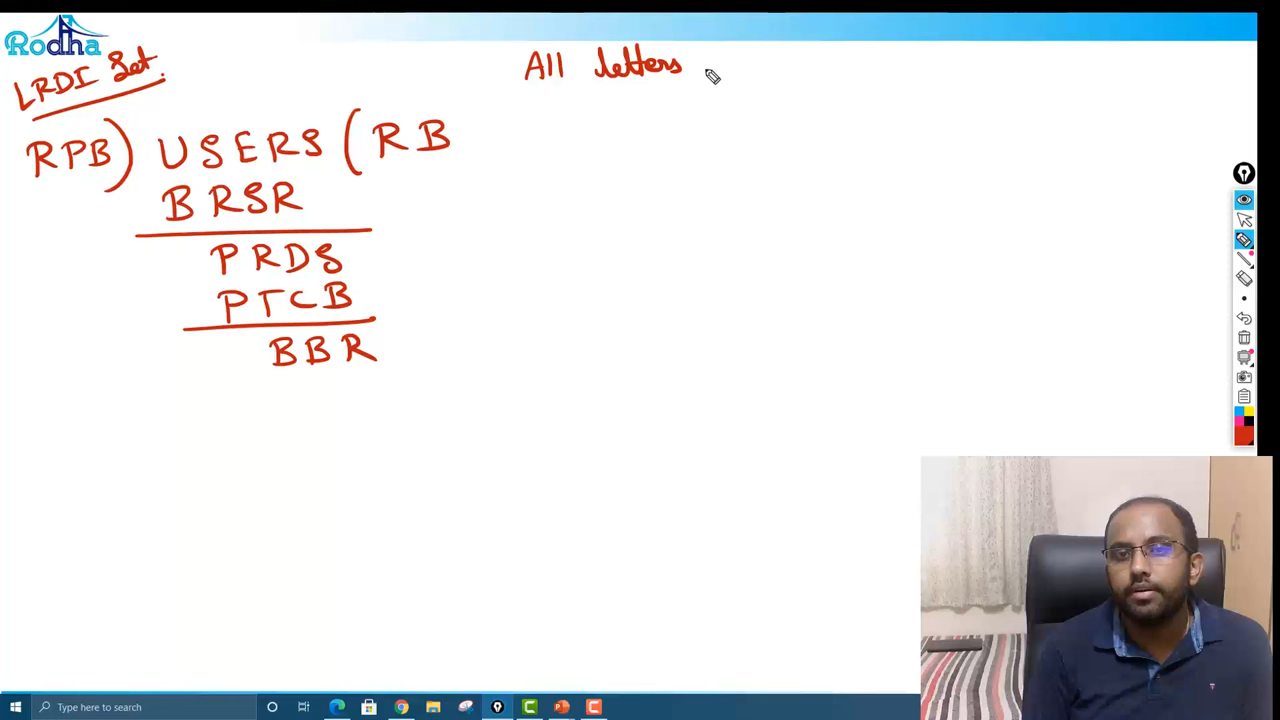 Rodha
LRDI Set.
All letters
RPB) USERS (RB
BRSR
PRDS
PTCB
BBR
Type here to search